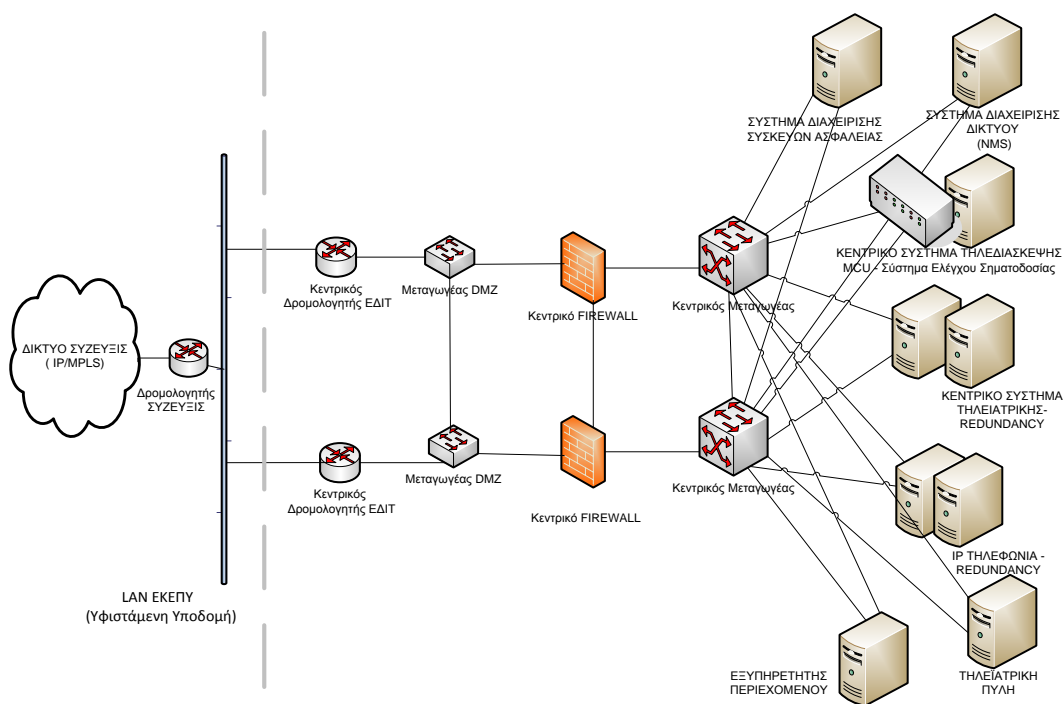 ΣΥΣΤΗΜΑ ΔΙΑΧΕΙΡΙΣΗΣ
ΣΥΣΚΕΥΩΝ ΑΣΦΑΛΕΙΑΣ
ΣΥΣΤΗΜΑ ΔΙΑΧΕΙΡΙΣΗΣ
ΔΙΚΤΥΟΥ
(NMS)
ΚΕΝΤΡΙΚΟ ΣΥΣΤΗΜΑ ΤΗΛΕΔΙΑΣΚΕΨΗΣ
MCU - Σύστημα Ελέγχου Σηματοδοσίας
Κεντρικός
Δρομολογητής ΕΔΙΤ
Μεταγωγέας DMZ
Κεντρικό FIREWALL
Κεντρικός Μεταγωγέας
ΔΙΚΤΥΟ ΣΥΖΕΥΞΙΣ
( IP/MPLS)
Δρομολογητής
ΣΥΖΕΥΞΙΣ
ΚΕΝΤΡΙΚΟ ΣΥΣΤΗΜΑ
ΤΗΛΕΙΑΤΡΙΚΗΣ-
REDUNDANCY
Κεντρικός
Δρομολογητής ΕΔΙΤ
Μεταγωγέας DMZ
Κεντρικό FIREWALL
Κεντρικός Μεταγωγέας
IP ΤΗΛΕΦΩΝΙΑ -
REDUNDANCY
LAN ΕΚΕΠΥ
(Υφιστάμενη Υποδομή)
ΕΞΥΠΗΡΕΤΗΤΗΣ
ΠΕΡΙΕΧΟΜΕΝΟΥ
ΤΗΛΕΪΑΤΡΙΚΗ
ΠΥΛΗ